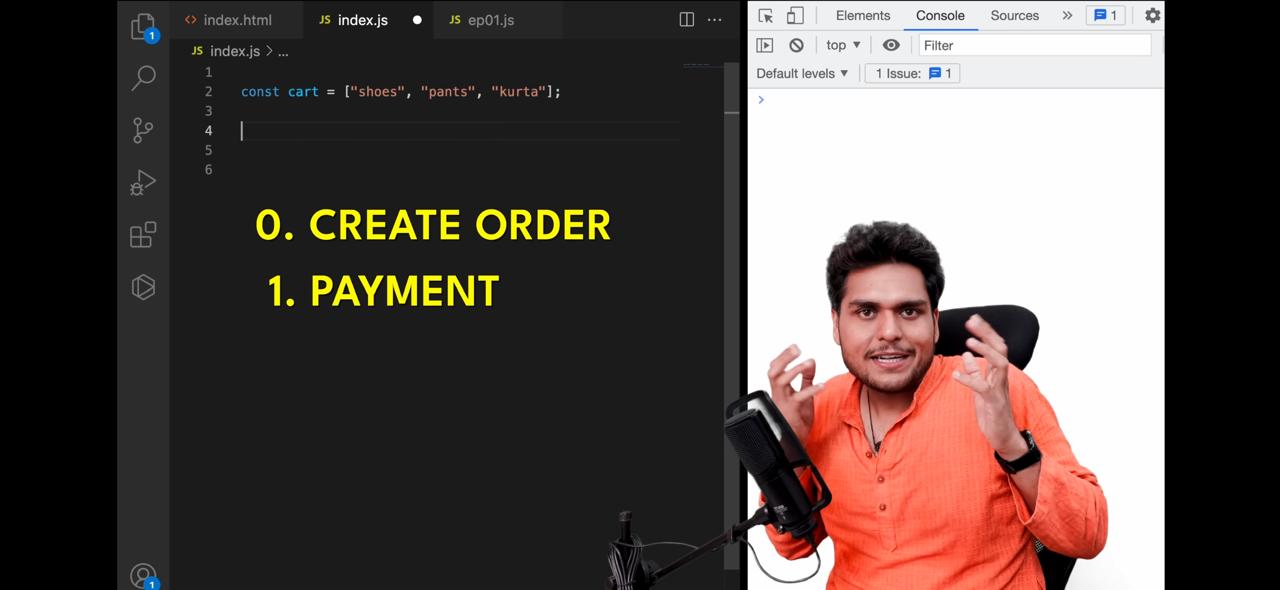 index.html
JS index.js
JS ep01.js
JS index.js > ...
1
2 const cart = ["shoes", "pants", "kurta"];
3
4
5
6
0. CREATE ORDER
1. PAYMENT
1
1
Elements Console Sources » 1
top ▼ Filter
Default levels ▼ 1 Issue: 1
>